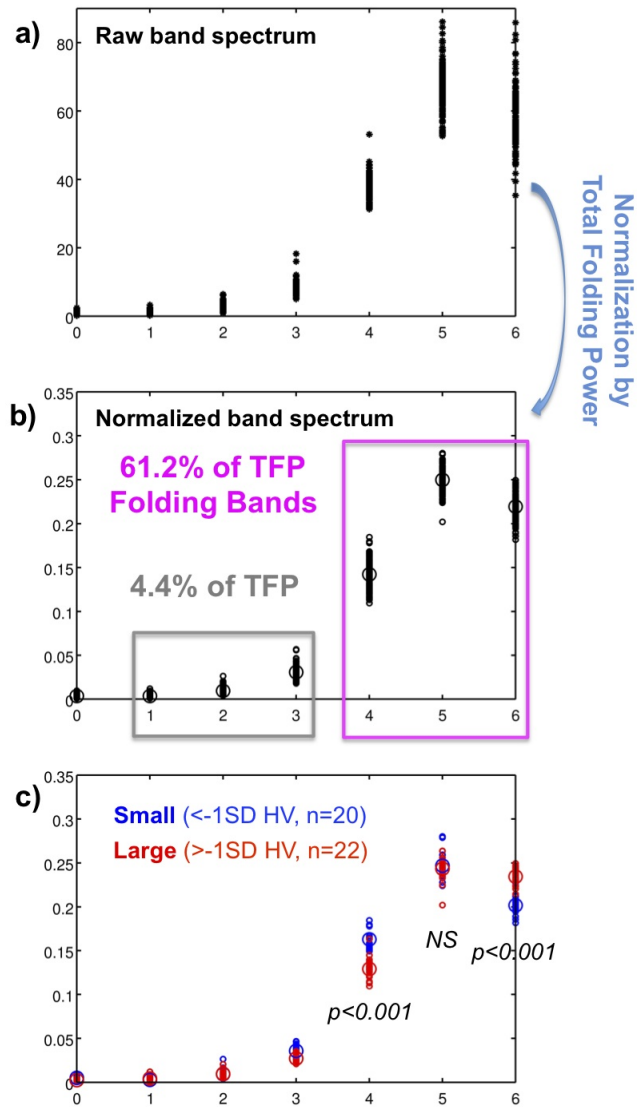 a)
Raw band spectrum
80
60
40
20
0
0 1 2 3 4 5 6
Normalization by
Total Folding Power
b)
Normalized band spectrum
61.2% of TFP
Folding Bands
4.4% of TFP
0.35
0.3
0.25
0.2
0.15
0.1
0.05
0
0 1 2 3 4 5 6
c)
Small (<-1SD HV, n=20)
Large (>-1SD HV, n=22)
NS
p<0.001
p<0.001
0.35
0.3
0.25
0.2
0.15
0.1
0.05
0
0 1 2 3 4 5 6